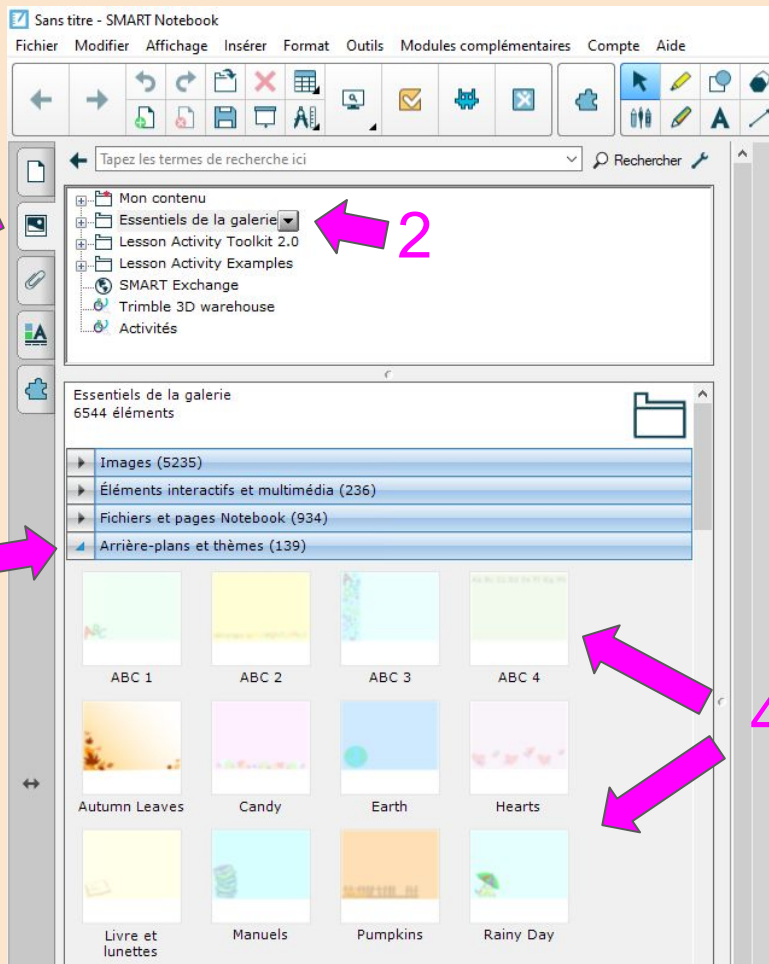 Sans titre - SMART Notebook
Fichier Modifier Affichage Insérer Format Outils Modules complémentaires Compte Aide
Tapez les termes de recherche ici
Rechercher
Mon contenu
Essentiels de la galerie
2
Lesson Activity Toolkit 2.0
Lesson Activity Examples
SMART Exchange
Trimble 3D warehouse
Activités
Essentiels de la galerie
6544 éléments
Images (5235)
Éléments interactifs et multimédia (236)
Fichiers et pages Notebook (934)
Arrière-plans et thèmes (139)
ABC 1 ABC 2 ABC 3 ABC 4
4
Autumn Leaves Candy Earth Hearts
Livre et lunettes Manuels Pumpkins Rainy Day